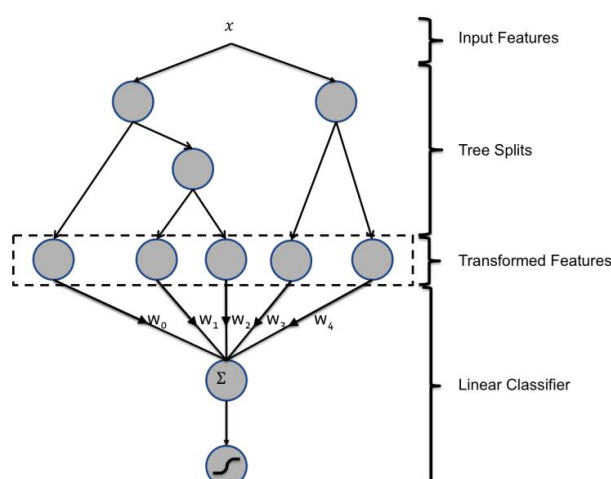 x
Input Features
Tree Splits
Transformed Features
W₀ W₁ W₂ W₃ W₄
Σ
Linear Classifier